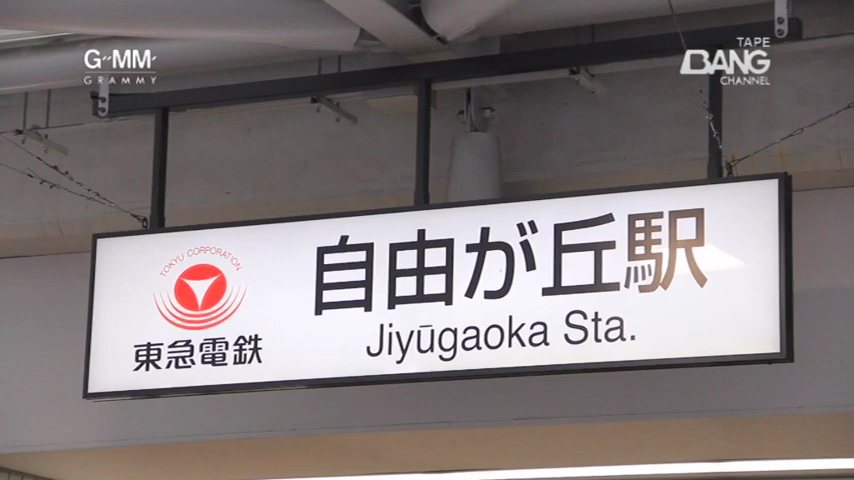 G"MM'
GRAMMY
TAPE
BANG
CHANNEL
TOKYU CORPORATION
東急電鉄
自由が丘駅
Jiyūgaoka Sta.